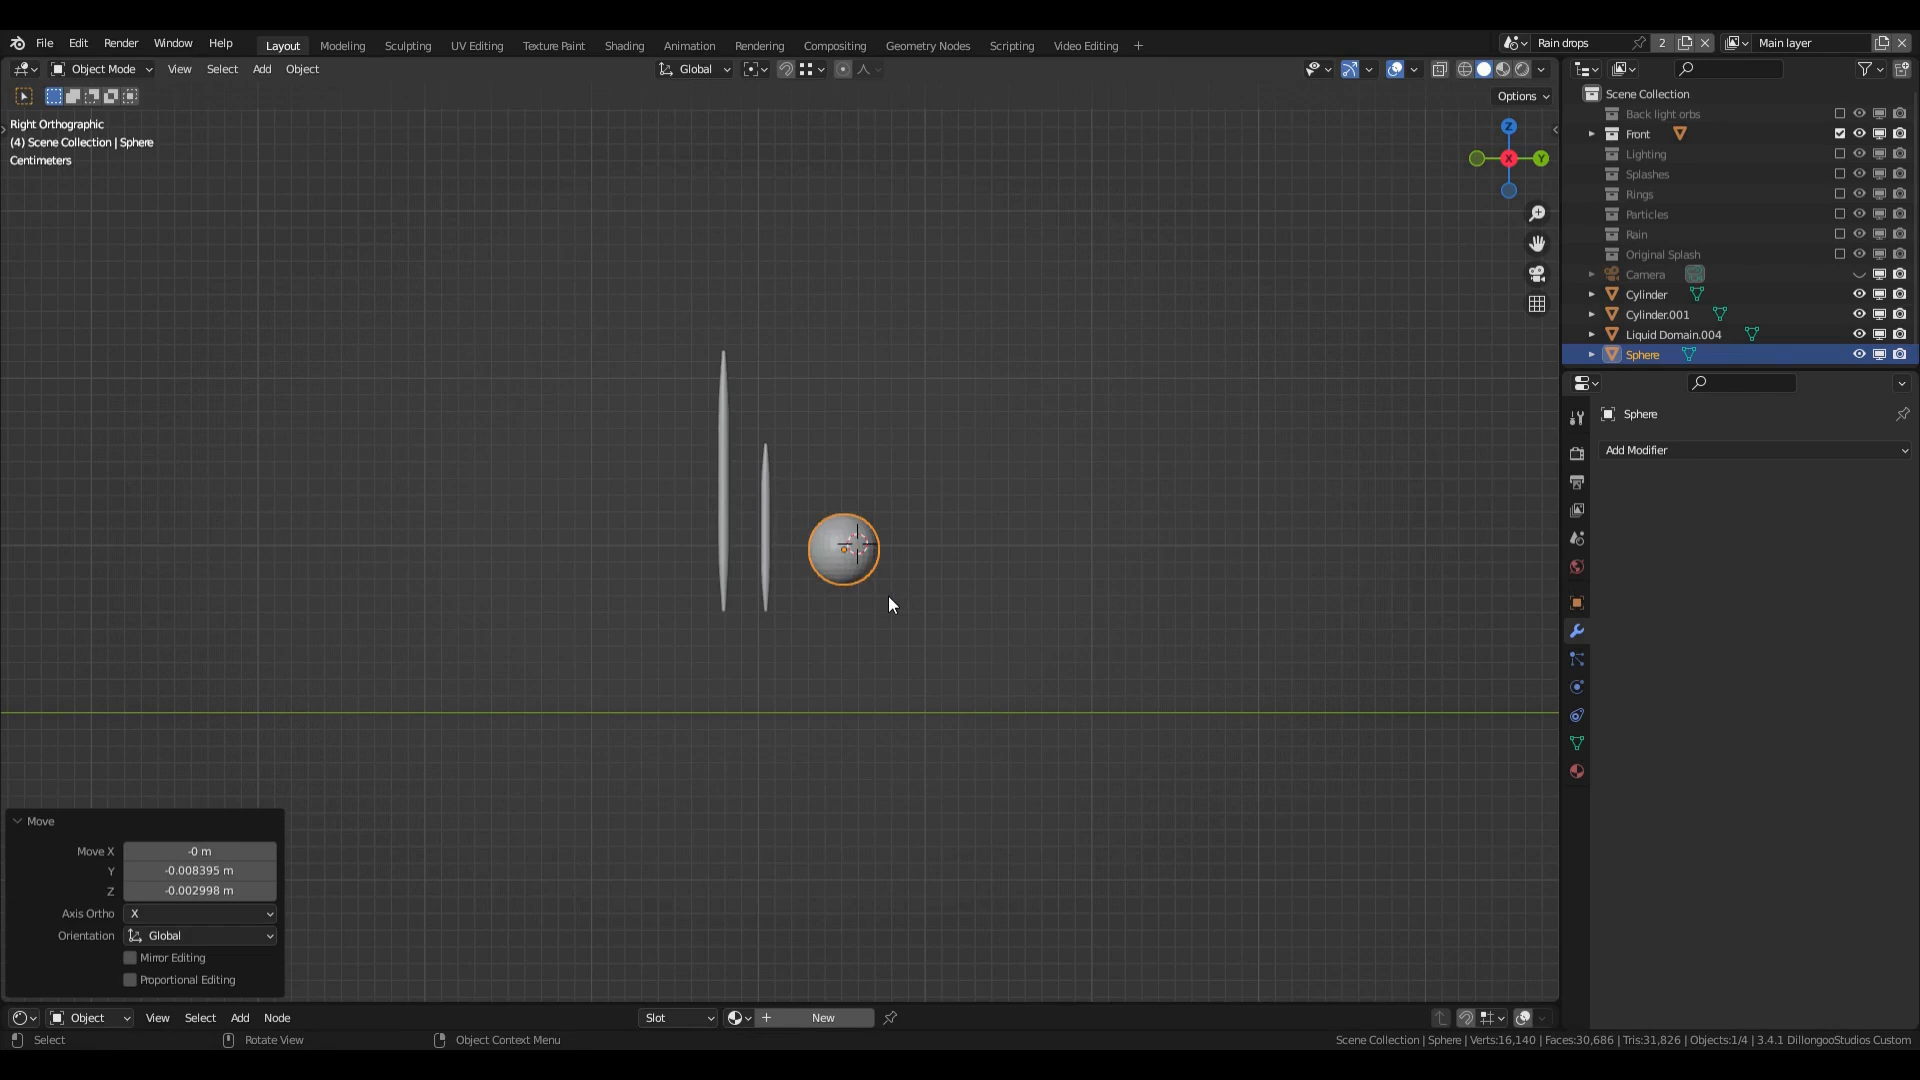 File Edit Render Window Help Layout Modeling Sculpting UV Editing Texture Paint Shading Animation Rendering Compositing Geometry Nodes Scripting Video Editing + Rain drops 2 Main layer
Object Mode View Select Add Object Global
Options
Right Orthographic
(4) Scene Collection | Sphere
Centimeters
Z
X Y
Scene Collection
Back light orbs
Front
Lighting
Splashes
Rings
Particles
Rain
Original Splash
Camera
Cylinder
Cylinder.001
Liquid Domain.004
Sphere
Sphere
Add Modifier
Move
Move X -0 m
Y -0.008395 m
Z -0.002998 m
Axis Ortho X
Orientation Global
Mirror Editing
Proportional Editing
Object View Select Add Node Slot + New
Select Rotate View Object Context Menu Scene Collection | Sphere | Verts:16,140 | Faces:30,686 | Tris:31,826 | Objects:1/4 | 3.4.1 DillongooStudios Custom